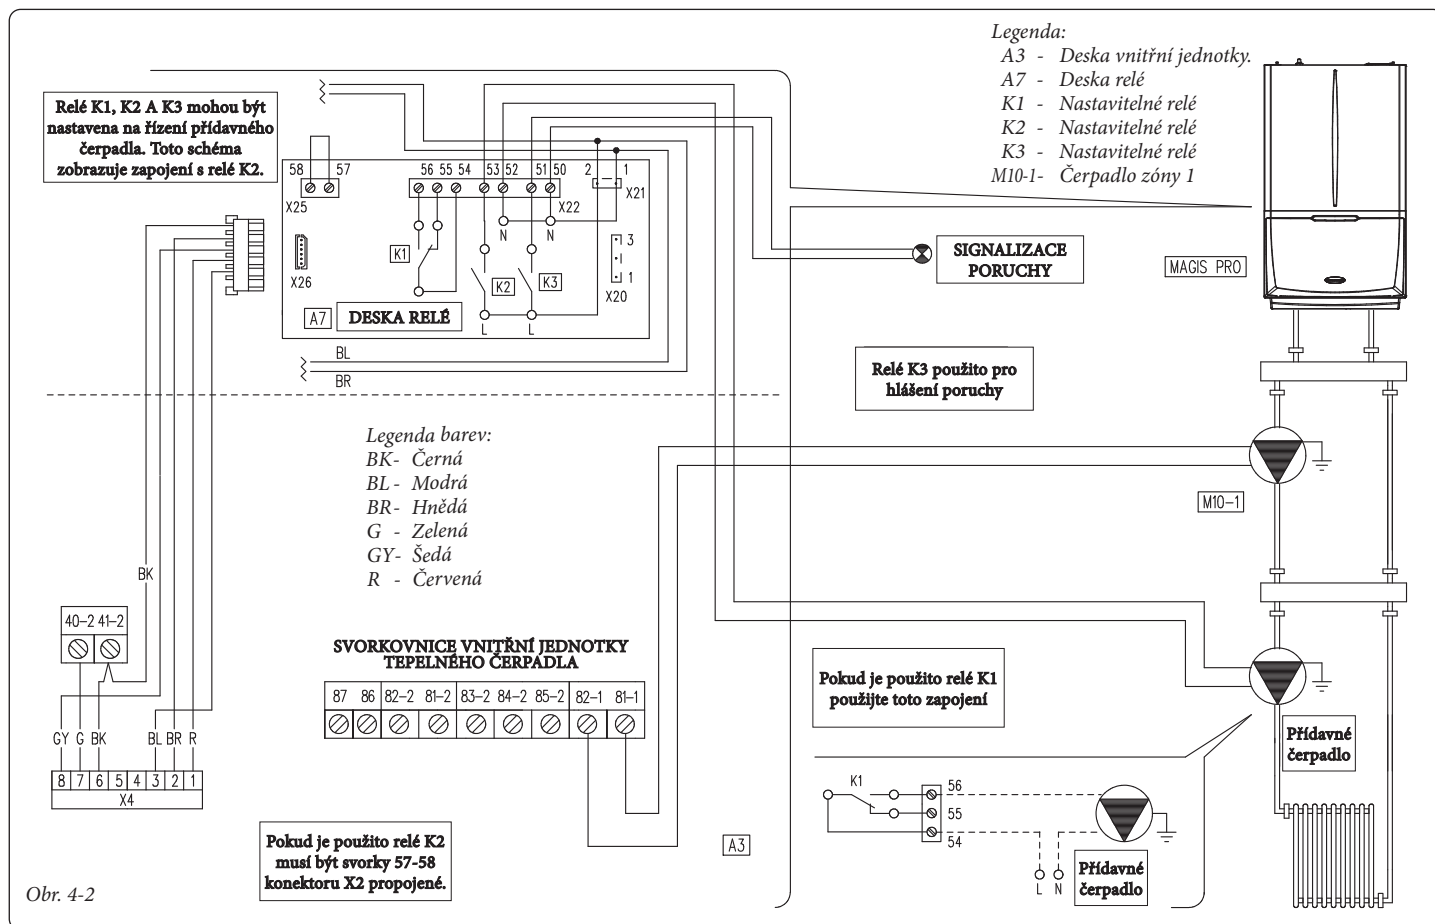 Legenda:
A3 - Deska vnitřní jednotky.
A7 - Deska relé
K1 - Nastavitelné relé
K2 - Nastavitelné relé
K3 - Nastavitelné relé
M10-1- Čerpadlo zóny 1
Relé K1, K2 A K3 mohou být
nastavena na řízení přídavného
čerpadla. Toto schéma
zobrazuje zapojení s relé K2.
58 57
X25
56 55 54 53 52 51 50
X22
2 1
X21
N N
K1
K2
K3
3
1
X20
X26
L L
A7
DESKA RELÉ
BL
BR
SIGNALIZACE
PORUCHY
MAGIS PRO
Relé K3 použito pro
hlášení poruchy
M10-1
Legenda barev:
BK- Černá
BL - Modrá
BR- Hnědá
G - Zelená
GY- Šedá
R - Červená
BK
40-2 41-2
GY G BK BL BR R
8 7 6 5 4 3 2 1
X4
SVORKOVNICE VNITŘNÍ JEDNOTKY
TEPELNÉHO ČERPADLA
87 86 82-2 81-2 83-2 84-2 85-2 82-1 81-1
Pokud je použito relé K1
použijte toto zapojení
Přídavné
čerpadlo
K1
56
55
54
L N
Přídavné
čerpadlo
A3
Pokud je použito relé K2
musí být svorky 57-58
konektoru X2 propojené.
Obr. 4-2